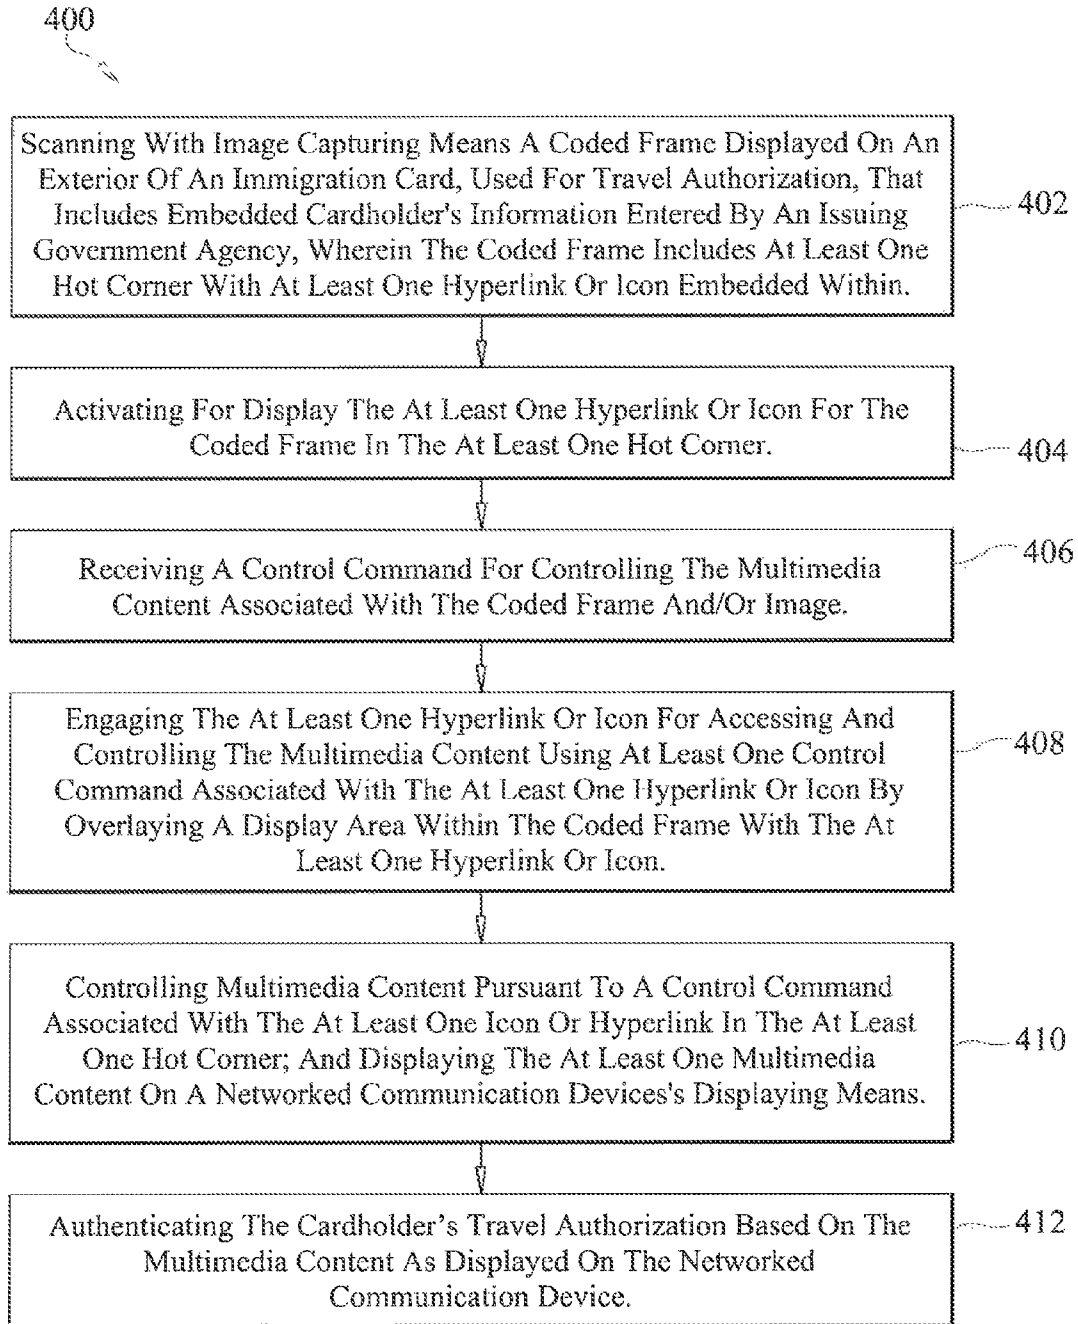 400
Scanning With Image Capturing Means A Coded Frame Displayed On An
Exterior Of An Immigration Card, Used For Travel Authorization, That
Includes Embedded Cardholder's Information Entered By An Issuing
Government Agency, Wherein The Coded Frame Includes At Least One
Hot Corner With At Least One Hyperlink Or Icon Embedded Within.
402
Activating For Display The At Least One Hyperlink Or Icon For The
Coded Frame In The At Least One Hot Corner.
404
Receiving A Control Command For Controlling The Multimedia
Content Associated With The Coded Frame And/Or Image.
406
Engaging The At Least One Hyperlink Or Icon For Accessing And
Controlling The Multimedia Content Using At Least One Control
Command Associated With The At Least One Hyperlink Or Icon By
Overlaying A Display Area Within The Coded Frame With The At
Least One Hyperlink Or Icon.
408
Controlling Multimedia Content Pursuant To A Control Command
Associated With The At Least One Icon Or Hyperlink In The At Least
One Hot Corner; And Displaying The At Least One Multimedia
Content On A Networked Communication Devices's Displaying Means.
410
Authenticating The Cardholder's Travel Authorization Based On The
Multimedia Content As Displayed On The Networked
Communication Device.
412